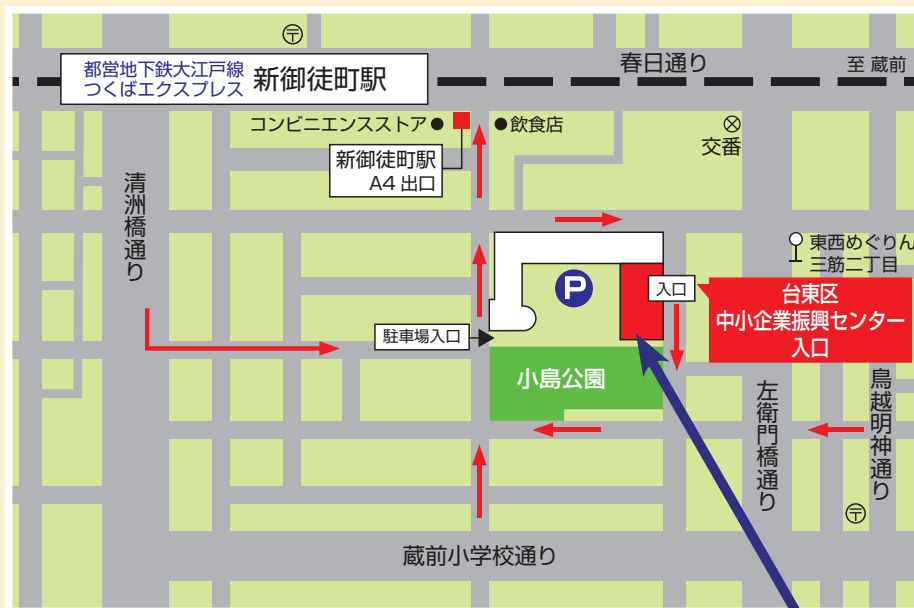 〒
都営地下鉄大江戸線
つくばエクスプレス
新御徒町駅
春日通り
至 蔵前
コンビニエンスストア
飲食店
交番
新御徒町駅
A4 出口
清洲橋通り
東西めぐりん
三筋二丁目
P
入口
台東区
中小企業振興センター
入口
駐車場入口
小島公園
左衛門橋通り
鳥越明神通り
〒
蔵前小学校通り